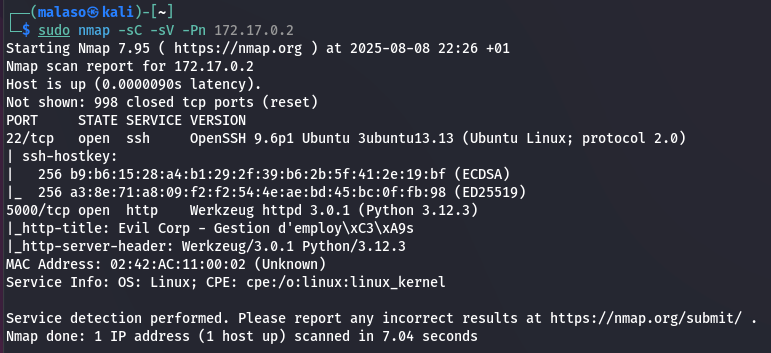 ┌──(malaso㉿kali)-[~]
└─$ sudo nmap -sC -sV -Pn 172.17.0.2
Starting Nmap 7.95 ( https://nmap.org ) at 2025-08-08 22:26 +01
Nmap scan report for 172.17.0.2
Host is up (0.0000090s latency).
Not shown: 998 closed tcp ports (reset)
PORT     STATE SERVICE VERSION
22/tcp   open  ssh     OpenSSH 9.6p1 Ubuntu 3ubuntu13.13 (Ubuntu Linux; protocol 2.0)
| ssh-hostkey:
|   256 b9:b6:15:28:a4:b1:29:2f:39:b6:2b:5f:41:2e:19:bf (ECDSA)
|_  256 a3:8e:71:a8:09:f2:f2:54:4e:ae:bd:45:bc:0f:fb:98 (ED25519)
5000/tcp open  http    Werkzeug httpd 3.0.1 (Python 3.12.3)
|_http-title: Evil Corp - Gestion d'employ\xC3\xA9s
|_http-server-header: Werkzeug/3.0.1 Python/3.12.3
MAC Address: 02:42:AC:11:00:02 (Unknown)
Service Info: OS: Linux; CPE: cpe:/o:linux:linux_kernel
Service detection performed. Please report any incorrect results at https://nmap.org/submit/ .
Nmap done: 1 IP address (1 host up) scanned in 7.04 seconds